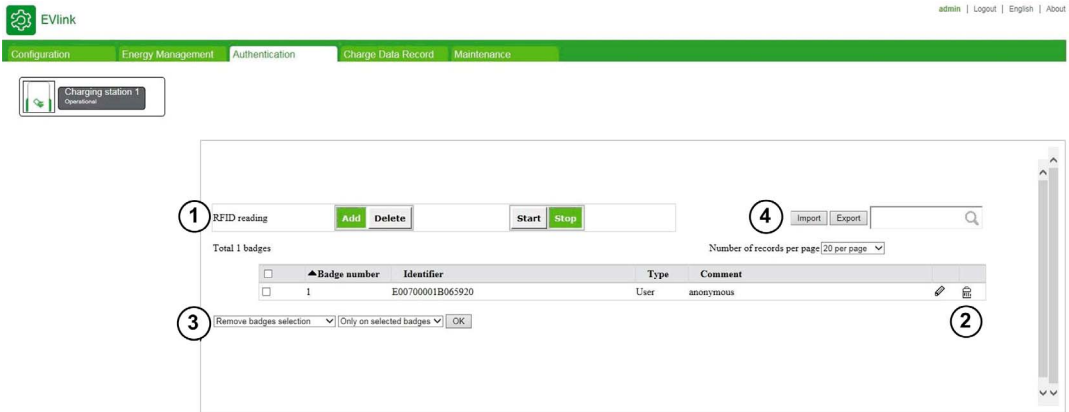 admin | Logout | English | About
EVlink
Configuration Energy Management Authentication Charge Data Record Maintenance
Charging station 1
Operational
1 RFID reading Add Delete Start Stop 4 Import Export
Total 1 badges Number of records per page 20 per page
Badge number Identifier Type Comment
1 E00700001B065920 User anonymous
3 Remove badges selection Only on selected badges OK 2